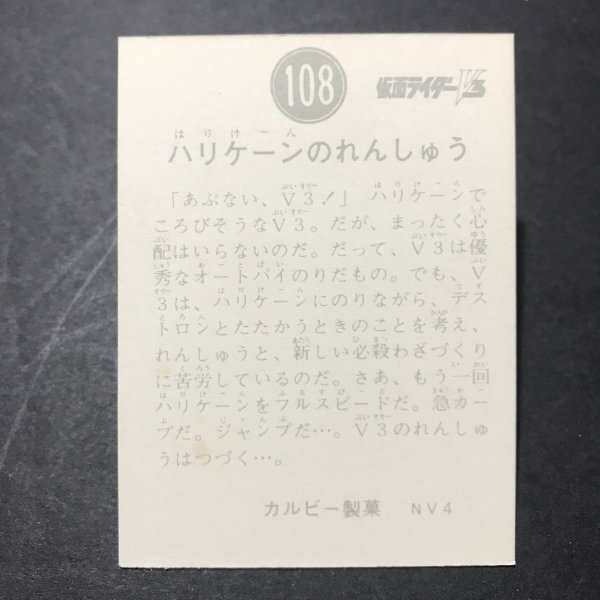 108
仮面ライダーV3
はりけーん
ハリケーンのれんしゅう
「あぶない、V3！」 ハリケーンで
ころびそうなV3。だが、まったく心
配はいらないのだ。だって、V3は優
秀なオートバイのりだもの。でも、V
3は、ハリケーンにのりながら、デス
トロンとたたかうときのことを考え、
れんしゅうと、新しい必殺わざづくり
に苦労しているのだ。さあ、もう一回
ハリケーンをフルスピードだ。急カー
ブだ。ジャンプだ…。V3のれんしゅ
うはつづく…。
カルビー製菓 NV4